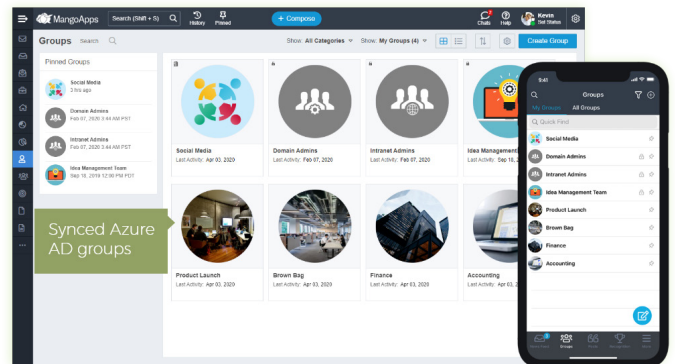 MangoApps
Search (Shift + S)
History
Pinned
+ Compose
Chats
Help
Kevin
Set Status
Groups
Search
Show: All Categories
Show: My Groups (4)
Create Group
Pinned Groups
Social Media
3 hrs ago
Domain Admins
Feb 07, 2020 3:44 AM PST
Intranet Admins
Feb 07, 2020 3:44 AM PST
Idea Management Team
Sep 18, 2019 12:00 PM PDT
Social Media
Last Activity: Apr 03, 2020
Domain Admins
Last Activity: Feb 07, 2020
Intranet Admins
Last Activity: Feb 07, 2020
Idea Management
Last Activity: Sep 18, 2
Synced Azure
AD groups
Product Launch
Last Activity: Apr 03, 2020
Brown Bag
Last Activity: Apr 03, 2020
Finance
Last Activity: Apr 03, 2020
Accounting
Last Activity: Apr 03, 2
9:41
Groups
My Groups
All Groups
Quick Find
Social Media
Domain Admins
Intranet Admins
Idea Management Team
Product Launch
Brown Bag
Finance
Accounting
Groups